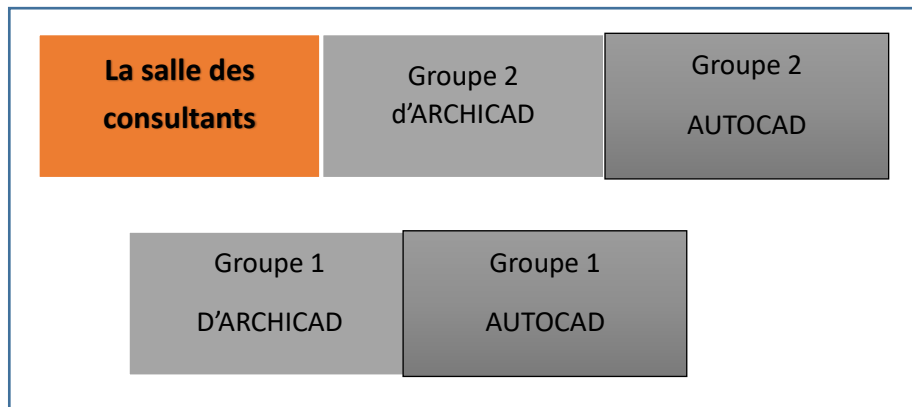 La salle des
consultants
Groupe 2
d'ARCHICAD
Groupe 2
AUTOCAD
Groupe 1
D'ARCHICAD
Groupe 1
AUTOCAD